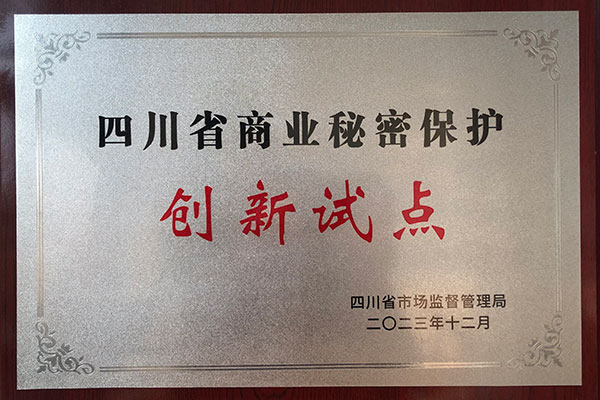 四川省商业秘密保护
创新试点
四川省市场监督管理局
二〇二三年十二月